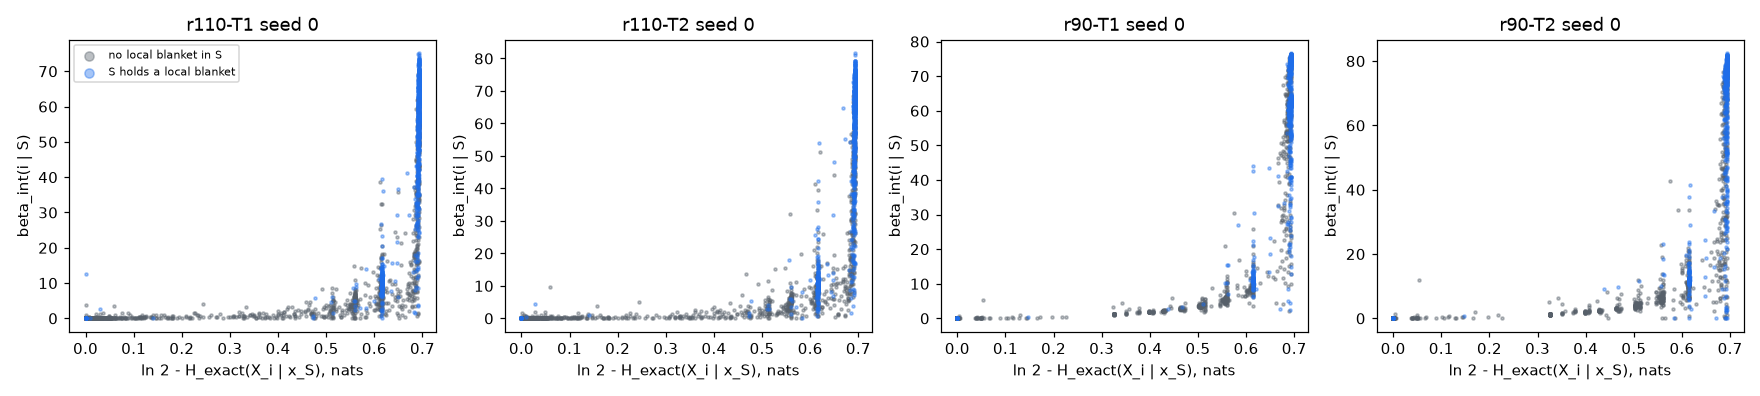 r110-T1 seed 0
no local blanket in S
S holds a local blanket
beta_int(i | S)
70
60
50
40
30
20
10
0
0.0 0.1 0.2 0.3 0.4 0.5 0.6 0.7
ln 2 - H_exact(X_i | x_S), nats
r110-T2 seed 0
beta_int(i | S)
80
70
60
50
40
30
20
10
0
0.0 0.1 0.2 0.3 0.4 0.5 0.6 0.7
ln 2 - H_exact(X_i | x_S), nats
r90-T1 seed 0
beta_int(i | S)
80
70
60
50
40
30
20
10
0
0.0 0.1 0.2 0.3 0.4 0.5 0.6 0.7
ln 2 - H_exact(X_i | x_S), nats
r90-T2 seed 0
beta_int(i | S)
80
60
40
20
0
0.0 0.1 0.2 0.3 0.4 0.5 0.6 0.7
ln 2 - H_exact(X_i | x_S), nats